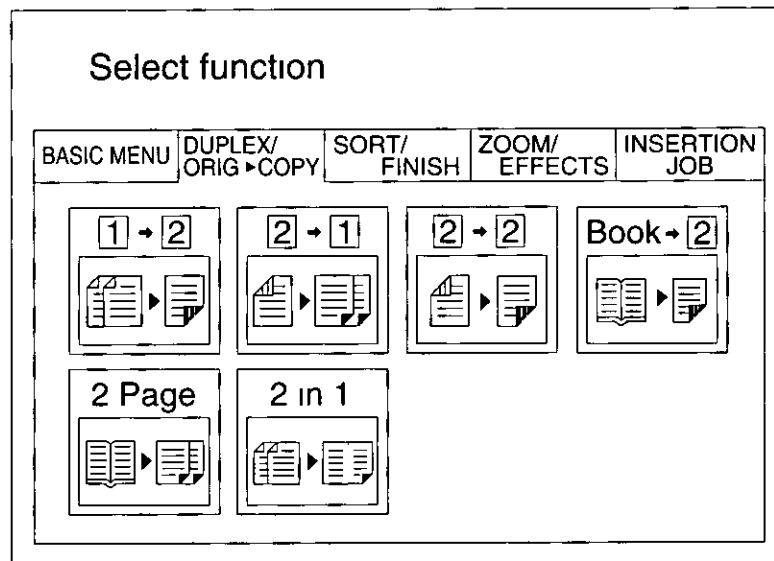 Select function
BASIC MENU
DUPLEX/
ORIG ▸COPY
SORT/
FINISH
ZOOM/
EFFECTS
INSERTION
JOB
1 → 2
2 → 1
2 → 2
Book → 2
2 Page
2 in 1